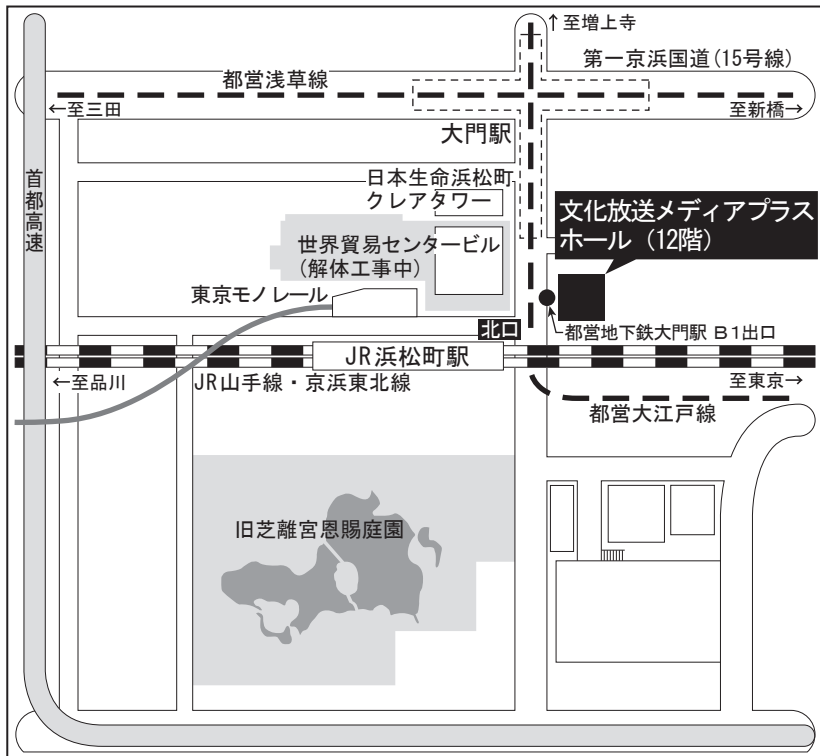 ↑至増上寺
第一京浜国道(15号線)
都営浅草線
←至三田
至新橋→
大門駅
首都高速
日本生命浜松町
クレアタワー
文化放送メディアプラス
ホール（12階）
世界貿易センタービル
(解体工事中)
東京モノレール
北口
都営地下鉄大門駅 B1出口
JR浜松町駅
←至品川
JR山手線・京浜東北線
至東京→
都営大江戸線
旧芝離宮恩賜庭園